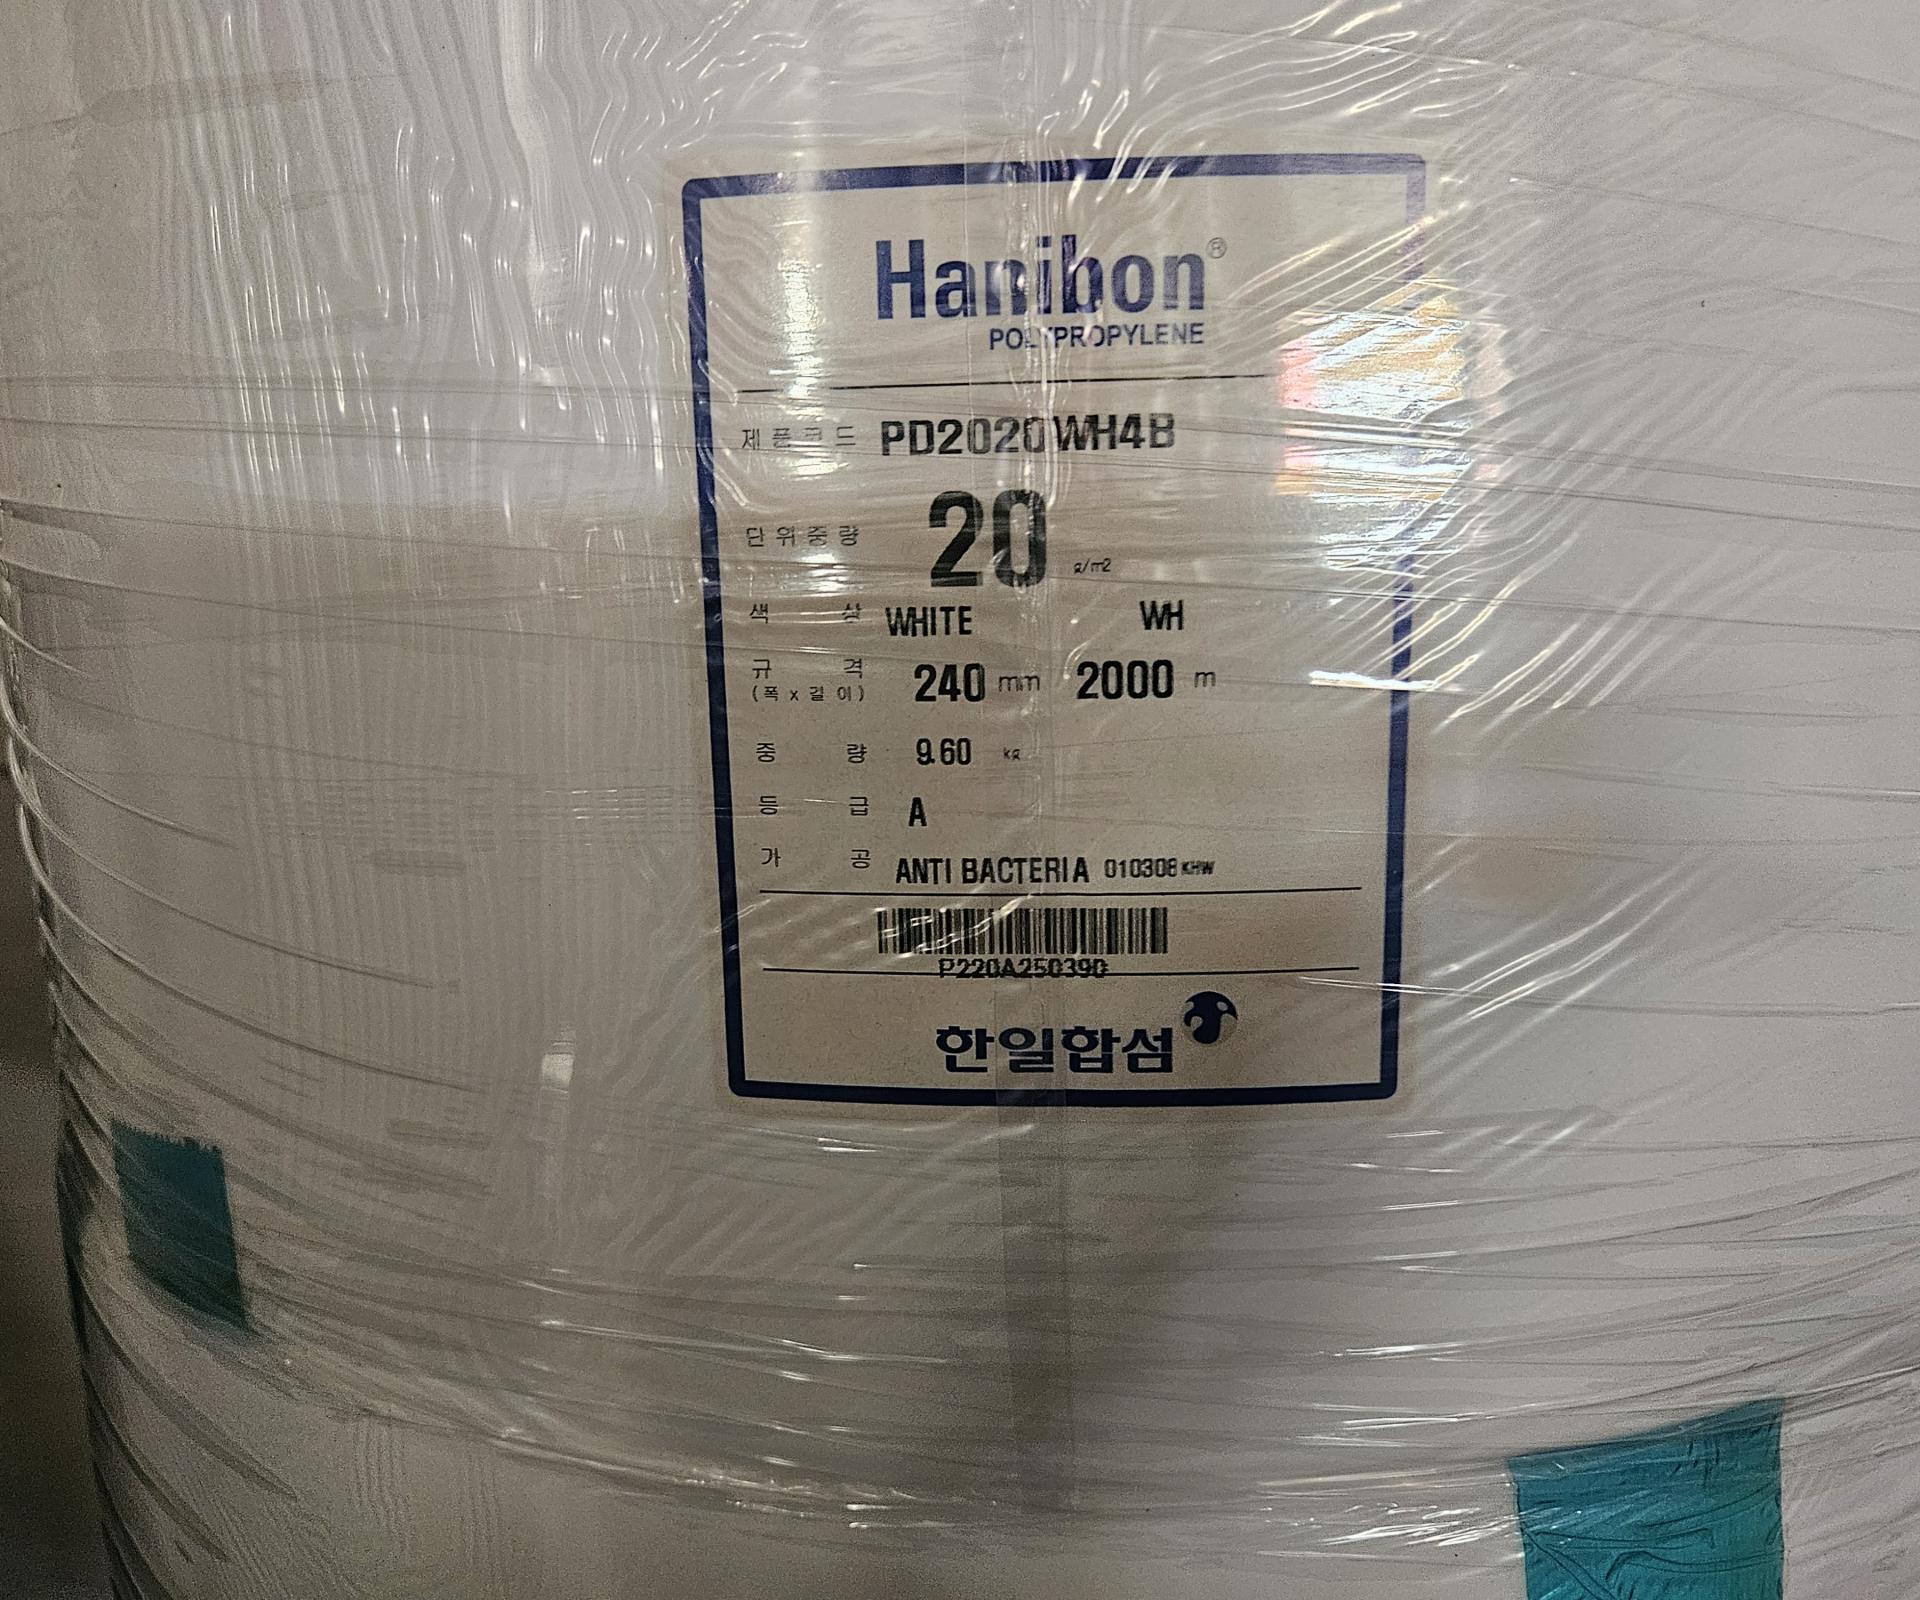 Hanibon®
POLYPROPYLENE
제품코드 PD2020WH4B
단위중량 20 g/m2
색 상 WHITE WH
규 격 240 mm 2000 m
(폭 x 길이)
중 량 9.60 kg
등 급 A
가 공 ANTI BACTERIA 010308 KHW
P220A250390
한일합섬